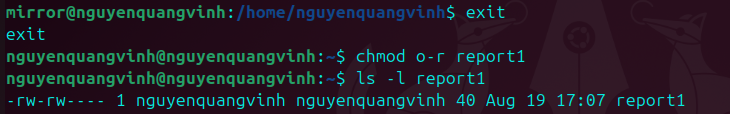 mirror@nguyenquangvinh:/home/nguyenquangvinh$ exit
exit
nguyenquangvinh@nguyenquangvinh:~$ chmod o-r report1
nguyenquangvinh@nguyenquangvinh:~$ ls -l report1
-rw-rw---- 1 nguyenquangvinh nguyenquangvinh 40 Aug 19 17:07 report1